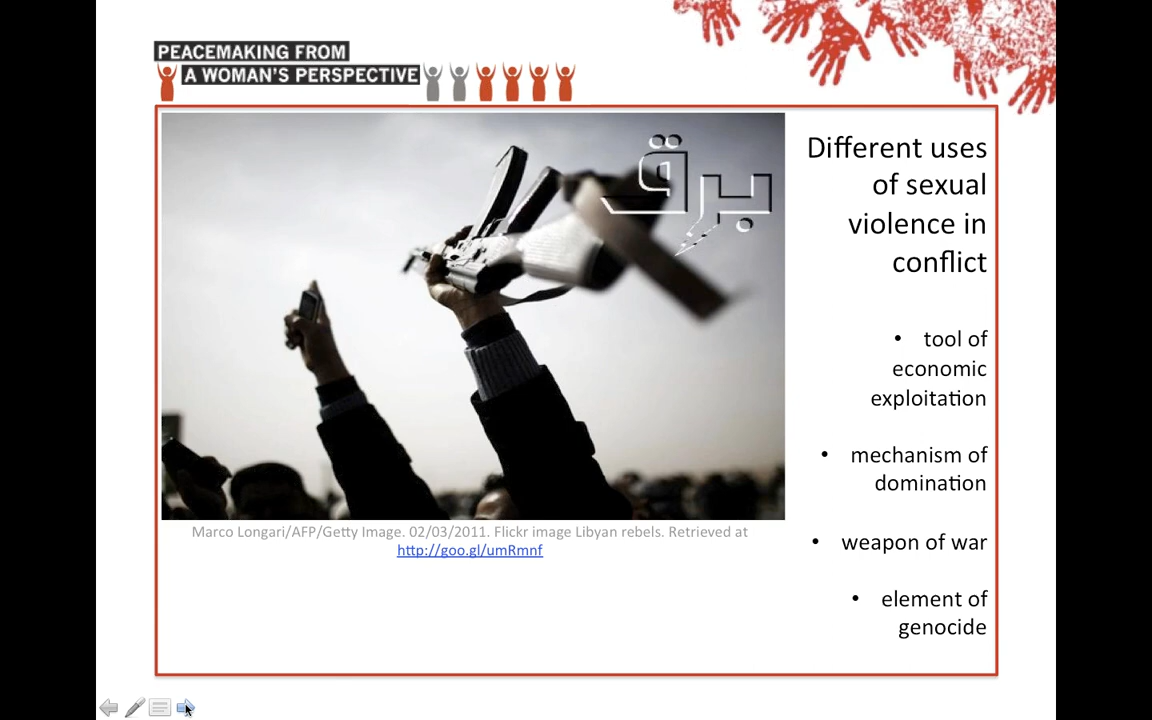 PEACEMAKING FROM
A WOMAN'S PERSPECTIVE
برق
Marco Longari/AFP/Getty Image. 02/03/2011. Flickr image Libyan rebels. Retrieved at
http://goo.gl/umRmnf
Different uses
of sexual
violence in
conflict
• tool of
economic
exploitation
• mechanism of
domination
• weapon of war
• element of
genocide